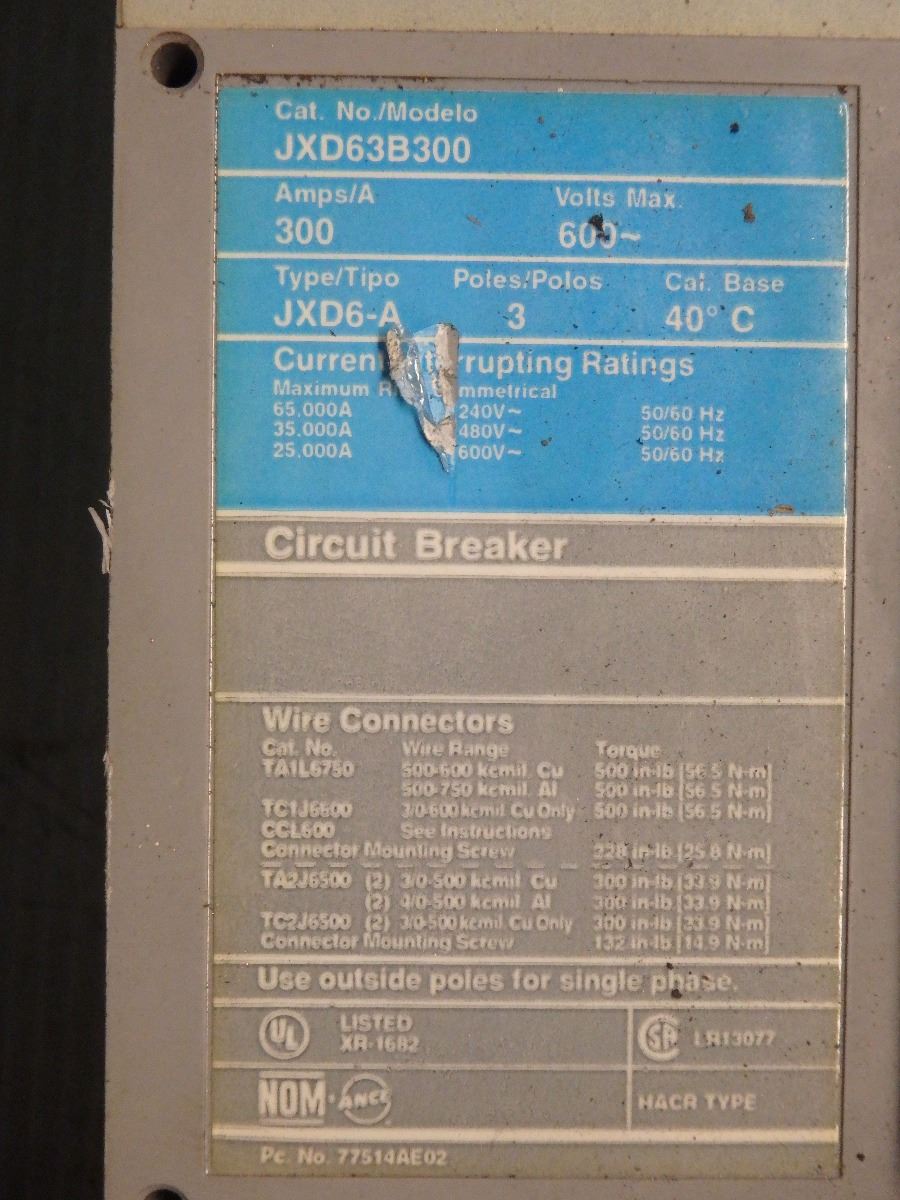 Cat. No./Modelo
JXD63B300
Amps/A Volts Max.
300 600~
Type/Tipo Poles/Polos Cal. Base
JXD6-A 3 40° C
Curren rrupting Ratings
Maximum R mmetrical
65.000A 240V~ 50/60 Hz
35.000A 480V~ 50/60 Hz
25.000A 600V~ 50/60 Hz
Circuit Breaker
Wire Connectors
Cat. No. Wire Range Torque
TA1L6750 500-600 kcmil. Cu 500 in-lb [56.5 N-m]
500-750 kcmil. Al 500 in-lb [56.5 N-m]
TC1J6600 3/0-600 kcmil Cu Only 500 in-lb [56.5 N-m]
CCL600 See Instructions
Connector Mounting Screw in-lb [25.8 N-m]
TA2J6500 (2) 3/0-500 kcmil. Cu 300 in-lb [33.9 N-m]
(2) 4/0-500 kcmil. Al 300 in-lb [33.9 N-m]
TC2J6500 (2) 3/0-500 kcmil. Cu Only 300 in-lb [33.9 N-m]
Connector Mounting Screw 132 in-lb [14.9 N-m]
Use outside poles for single phase.
UL LISTED SA LR13077
XR-1682
NOM·ANCE HACR TYPE
Pc. No. 77514AE02